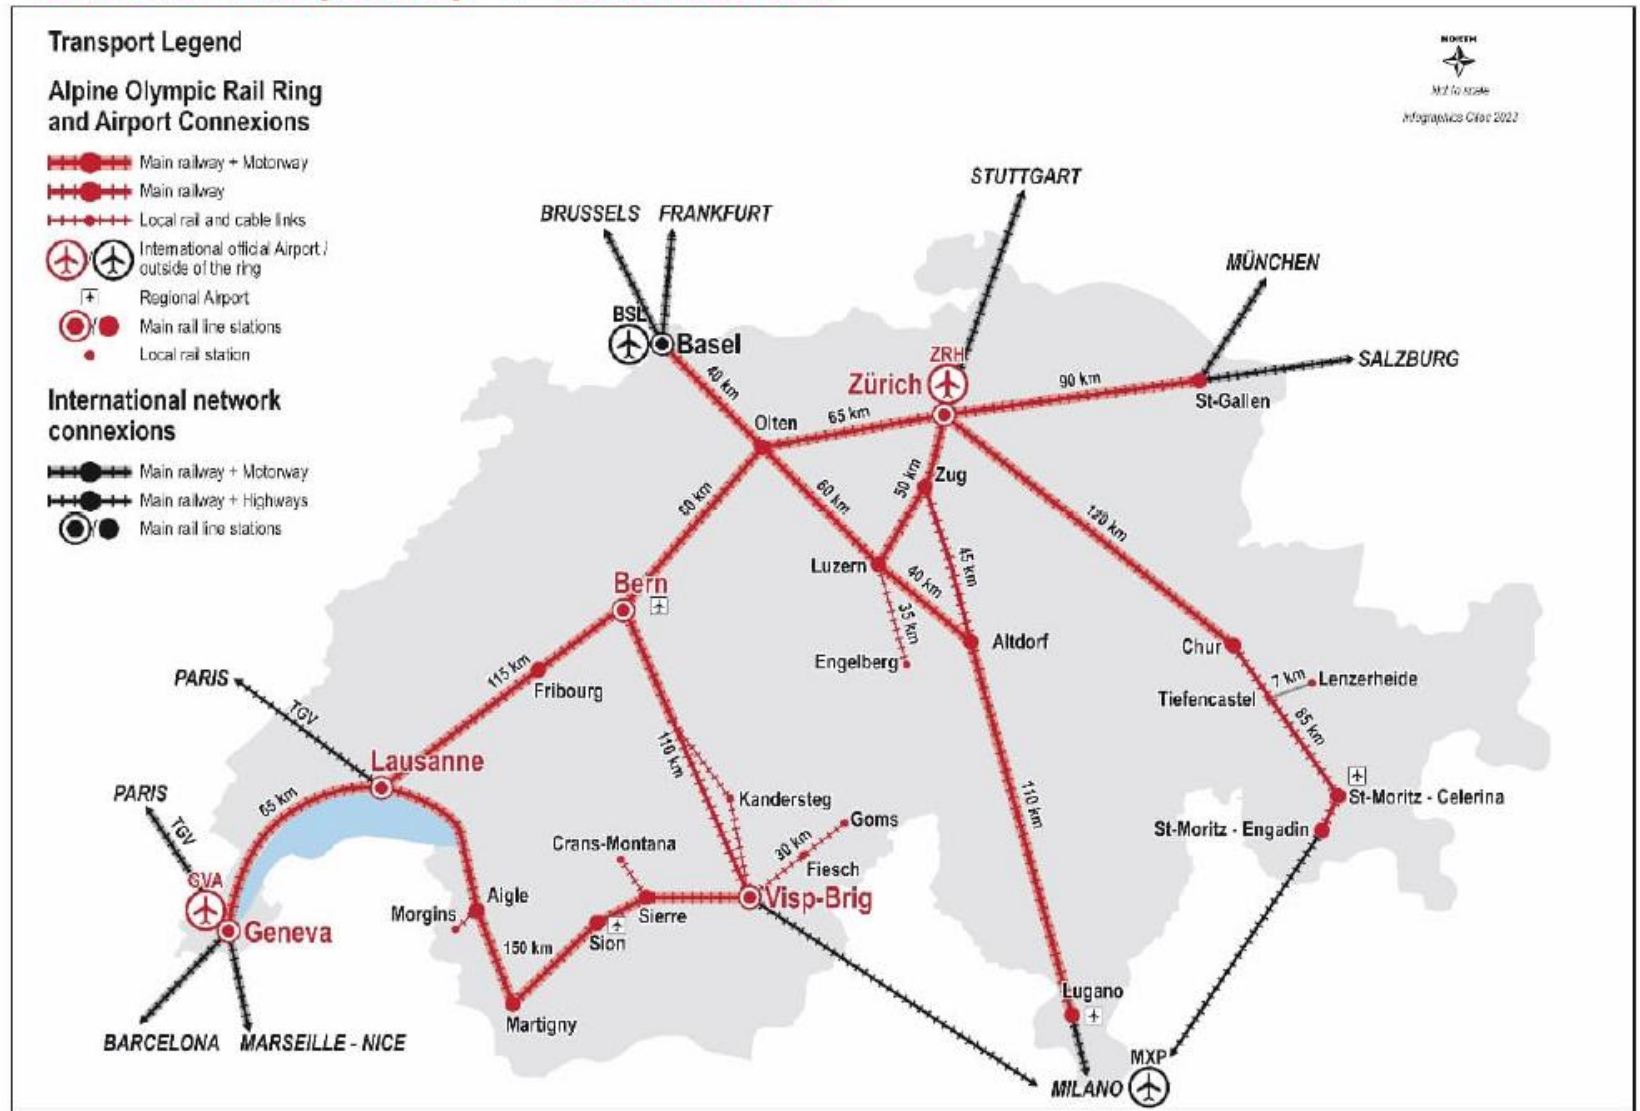 Transport Legend
Alpine Olympic Rail Ring
and Airport Connexions
Main railway + Motorway
Main railway
Local rail and cable links
International official Airport /
outside of the ring
Regional Airport
Main rail line stations
Local rail station
International network
connexions
Main railway + Motorway
Main railway + Highways
Main rail line stations
NORTH
Not to scale
STUTTGART
BRUSSELS
FRANKFURT
MÜNCHEN
BSL
Basel
SALZBURG
ZRH
Zürich
40 km
90 km
St-Gallen
Olten
65 km
Zug
50 km
60 km
60 km
120 km
Luzern
45 km
40 km
Bern
35 km
Altdorf
Chur
Engelberg
115 km
Fribourg
PARIS
TGV
7 km
Lenzerheide
Tiefencastel
85 km
110 km
Lausanne
65 km
PARIS
TGV
Kandersteg
110 km
St-Moritz - Celerina
Goms
St-Moritz - Engadin
Crans-Montana
30 km
Fiesch
GVA
Aigle
Morgins
Sierre
Visp-Brig
Geneva
Sion
150 km
Lugano
Martigny
BARCELONA
MARSEILLE - NICE
MXP
MILANO